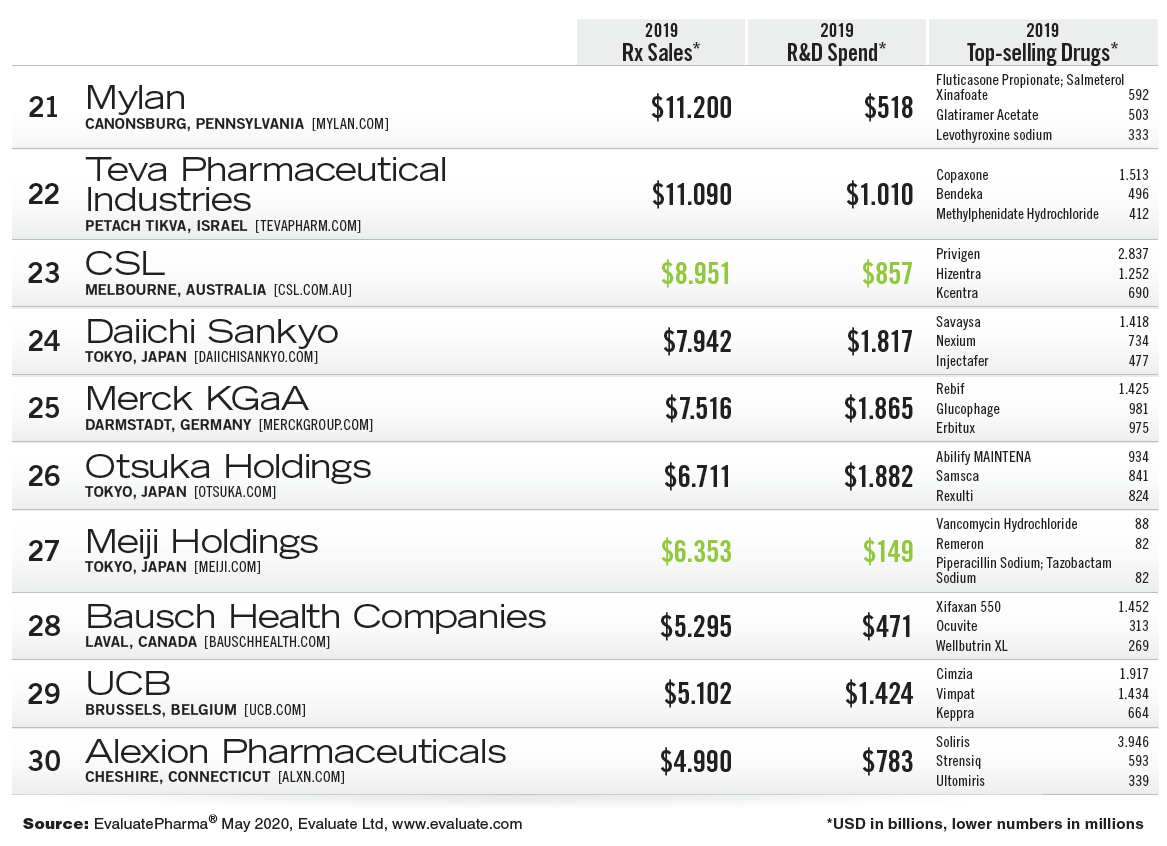 2019 Rx Sales*
2019 R&D Spend*
2019 Top-selling Drugs*
21 Mylan
CANONSBURG, PENNSYLVANIA [MYLAN.COM]
$11.200 $518
Fluticasone Propionate; Salmeterol
Xinafoate 592
Glatiramer Acetate 503
Levothyroxine sodium 333
22 Teva Pharmaceutical
Industries
PETACH TIKVA, ISRAEL [TEVAPHARM.COM]
$11.090 $1.010
Copaxone 1.513
Bendeka 496
Methylphenidate Hydrochloride 412
23 CSL
MELBOURNE, AUSTRALIA [CSL.COM.AU]
$8.951 $857
Privigen 2.837
Hizentra 1.252
Kcentra 690
24 Daiichi Sankyo
TOKYO, JAPAN [DAIICHISANKYO.COM]
$7.942 $1.817
Savaysa 1.418
Nexium 734
Injectafer 477
25 Merck KGaA
DARMSTADT, GERMANY [MERCKGROUP.COM]
$7.516 $1.865
Rebif 1.425
Glucophage 981
Erbitux 975
26 Otsuka Holdings
TOKYO, JAPAN [OTSUKA.COM]
$6.711 $1.882
Abilify MAINTENA 934
Samsca 841
Rexulti 824
27 Meiji Holdings
TOKYO, JAPAN [MEIJI.COM]
$6.353 $149
Vancomycin Hydrochloride 88
Remeron 82
Piperacillin Sodium; Tazobactam
Sodium 82
28 Bausch Health Companies
LAVAL, CANADA [BAUSCHHEALTH.COM]
$5.295 $471
Xifaxan 550 1.452
Ocuvite 313
Wellbutrin XL 269
29 UCB
BRUSSELS, BELGIUM [UCB.COM]
$5.102 $1.424
Cimzia 1.917
Vimpat 1.434
Keppra 664
30 Alexion Pharmaceuticals
CHESHIRE, CONNECTICUT [ALXN.COM]
$4.990 $783
Soliris 3.946
Strensiq 593
Ultomiris 339
Source: EvaluatePharma® May 2020, Evaluate Ltd, www.evaluate.com
*USD in billions, lower numbers in millions